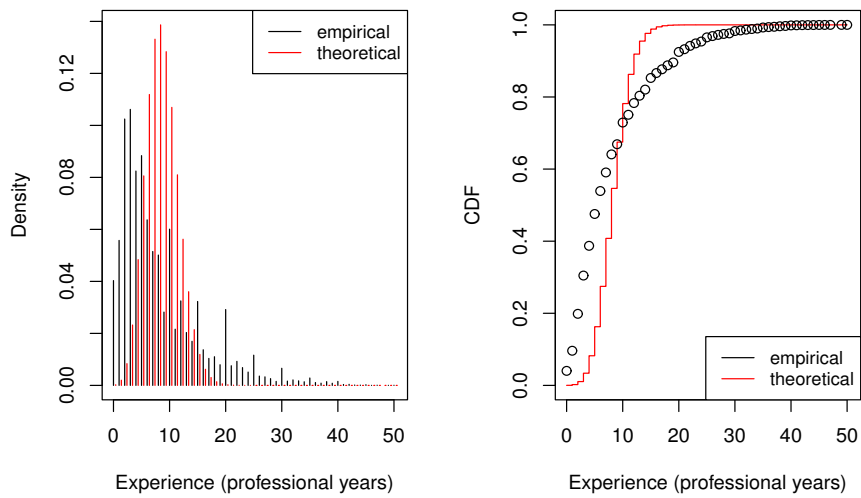 empirical
theoretical
Density
0.00 0.04 0.08 0.12
0 10 20 30 40 50
Experience (professional years)
empirical
theoretical
CDF
0.0 0.2 0.4 0.6 0.8 1.0
0 10 20 30 40 50
Experience (professional years)